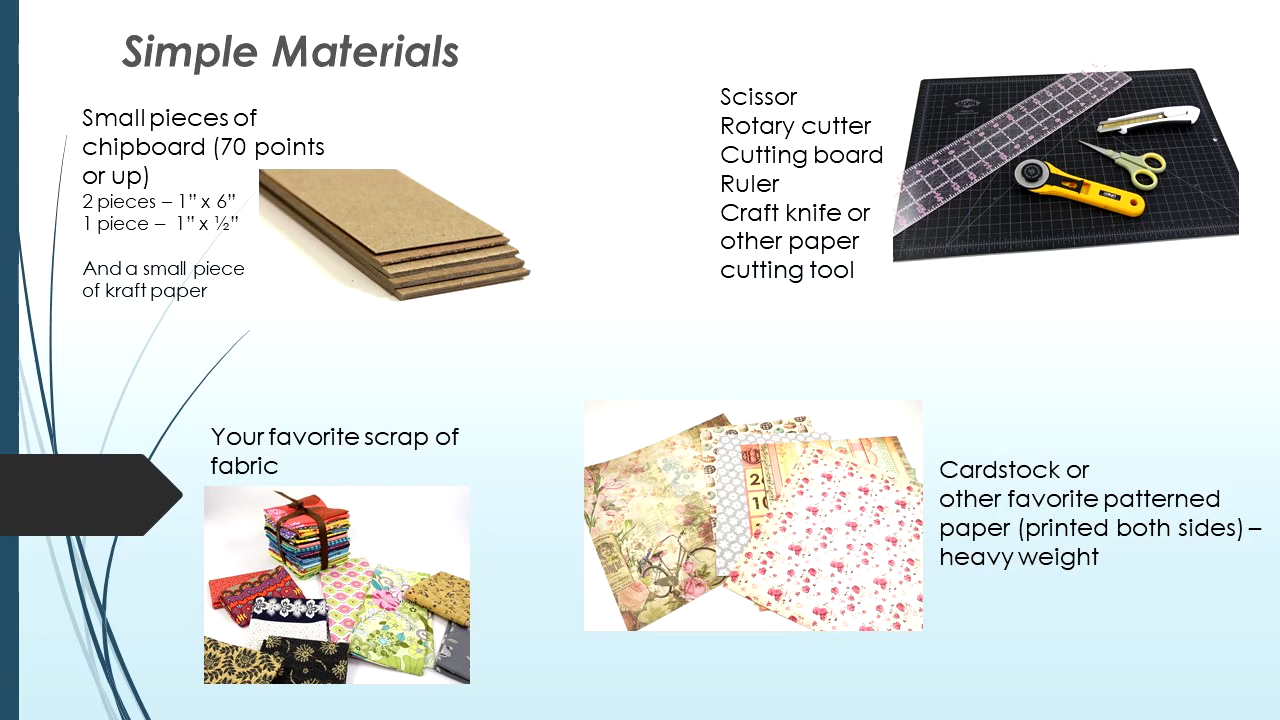 Simple Materials
Small pieces of
chipboard (70 points
or up)
2 pieces – 1” x 6”
1 piece – 1” x ½”
And a small piece
of kraft paper
Scissor
Rotary cutter
Cutting board
Ruler
Craft knife or
other paper
cutting tool
Your favorite scrap of
fabric
Cardstock or
other favorite patterned
paper (printed both sides) –
heavy weight